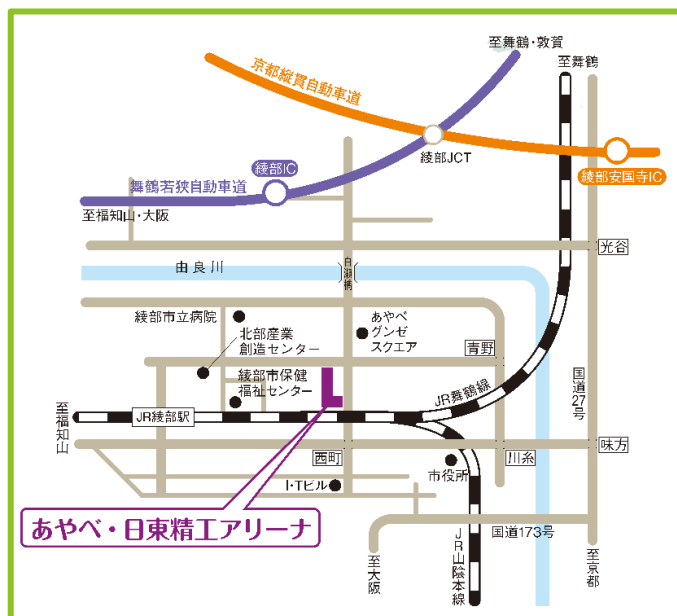 至舞鶴・敦賀
至舞鶴
京都縦貫自動車道
綾部JCT
綾部IC
綾部安国寺IC
舞鶴若狭自動車道
至福知山・大阪
光谷
由良川
白瀬橋
綾部市立病院
北部産業
創造センター
あやべ
グンゼ
スクエア
青野
綾部市保健
福祉センター
国道27号
JR舞鶴線
至福知山
JR綾部駅
西町
川糸
味方
市役所
I・Tビル
あやべ・日東精工アリーナ
国道173号
至大阪
JR山陰本線
至京都